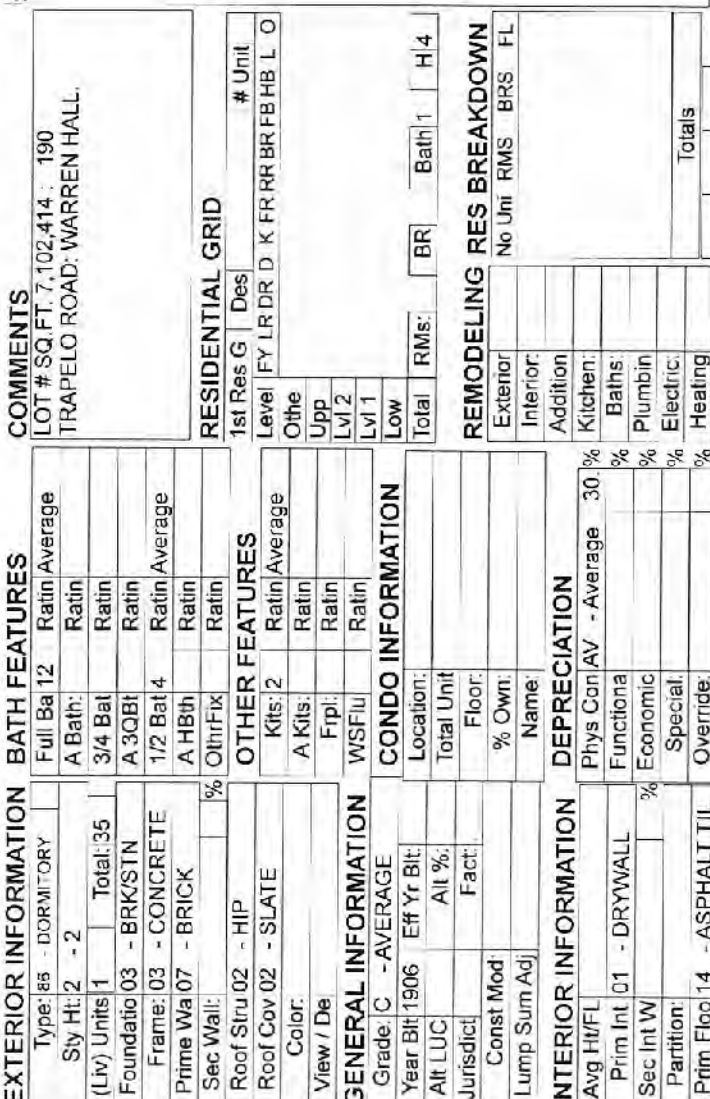 EXTERIOR INFORMATION
Type: 86 - DORMITORY
Sty Ht: 2 - 2
(Liv) Units 1 Total: 35
Foundatio 03 - BRK/STN
Frame: 03 - CONCRETE
Prime Wa 07 - BRICK
Sec Wall: %
Roof Stru 02 - HIP
Roof Cov 02 - SLATE
Color:
View / De
GENERAL INFORMATION
Grade: C - AVERAGE
Year Blt 1906 Eff Yr Blt:
Alt LUC Alt %:
Jurisdict Fact:
Const Mod:
Lump Sum Adj
NTERIOR INFORMATION
Avg Ht/FL
Prim Int 01 - DRYWALL
Sec Int W %
Partition:
Prim Floo 14 - ASPHALT TIL
BATH FEATURES
Full Ba 12 Ratin Average
A Bath: Ratin
3/4 Bat Ratin
A 3QBt Ratin
1/2 Bat 4 Ratin Average
A HBth Ratin
OthrFix Ratin
OTHER FEATURES
Kits: 2 Ratin Average
A Kits: Ratin
Frpl: Ratin
WSFlu Ratin
CONDO INFORMATION
Location:
Total Unit
Floor:
% Own:
Name:
DEPRECIATION
Phys Con AV - Average 30. %
Functiona %
Economic %
Special: %
Override: %
COMMENTS
LOT # SQ.FT. 7,102,414 : 190
TRAPELO ROAD: WARREN HALL.
RESIDENTIAL GRID
1st Res G Des # Unit
Level FY LR DR D K FR RR BR FB HB L O
Othe
Upp
Lvl 2
Lvl 1
Low
Total RMs: BR Bath 1 H 4
REMODELING
Exterior
Interior:
Addition
Kitchen:
Baths:
Plumbin
Electric:
Heating
RES BREAKDOWN
No Uni RMS BRS FL
Totals